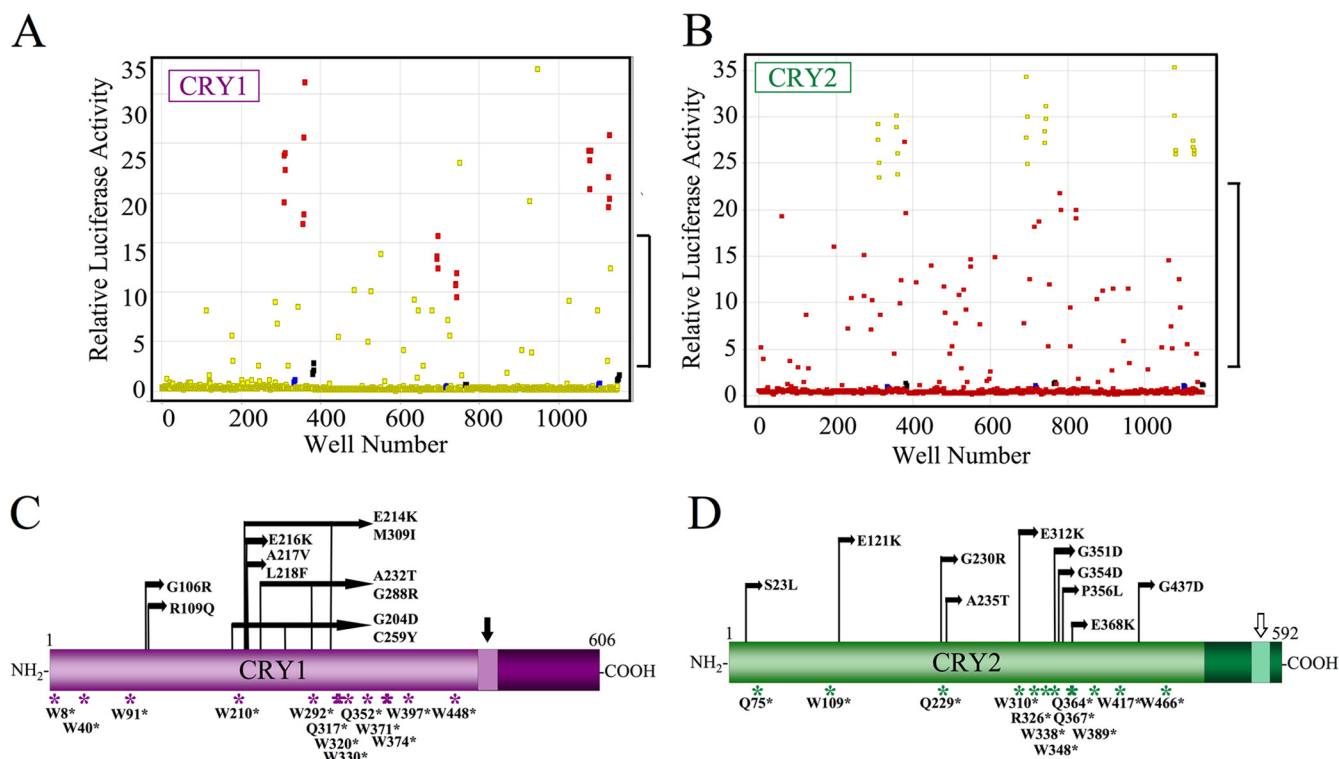 A
CRY1
Relative Luciferase Activity
35
30
25
20
15
10
5
0
0
200
400
600
800
1000
Well Number
B
CRY2
Relative Luciferase Activity
35
30
25
20
15
10
5
0
0
200
400
600
800
1000
Well Number
C
E214K
M309I
E216K
A217V
L218F
A232T
G288R
G106R
R109Q
G204D
C259Y
1
606
NH2-
CRY1
-COOH
W8*
W40*
W91*
W210*
W292*
Q317*
W320*
W330*
Q352*
W371*
W374*
W397*
W448*
D
E312K
E121K
G351D
G230R
G354D
S23L
P356L
G437D
A235T
E368K
1
592
NH2-
CRY2
-COOH
Q75*
W109*
Q229*
W310*
R326*
W338*
W348*
Q364*
Q367*
W389*
W417*
W466*